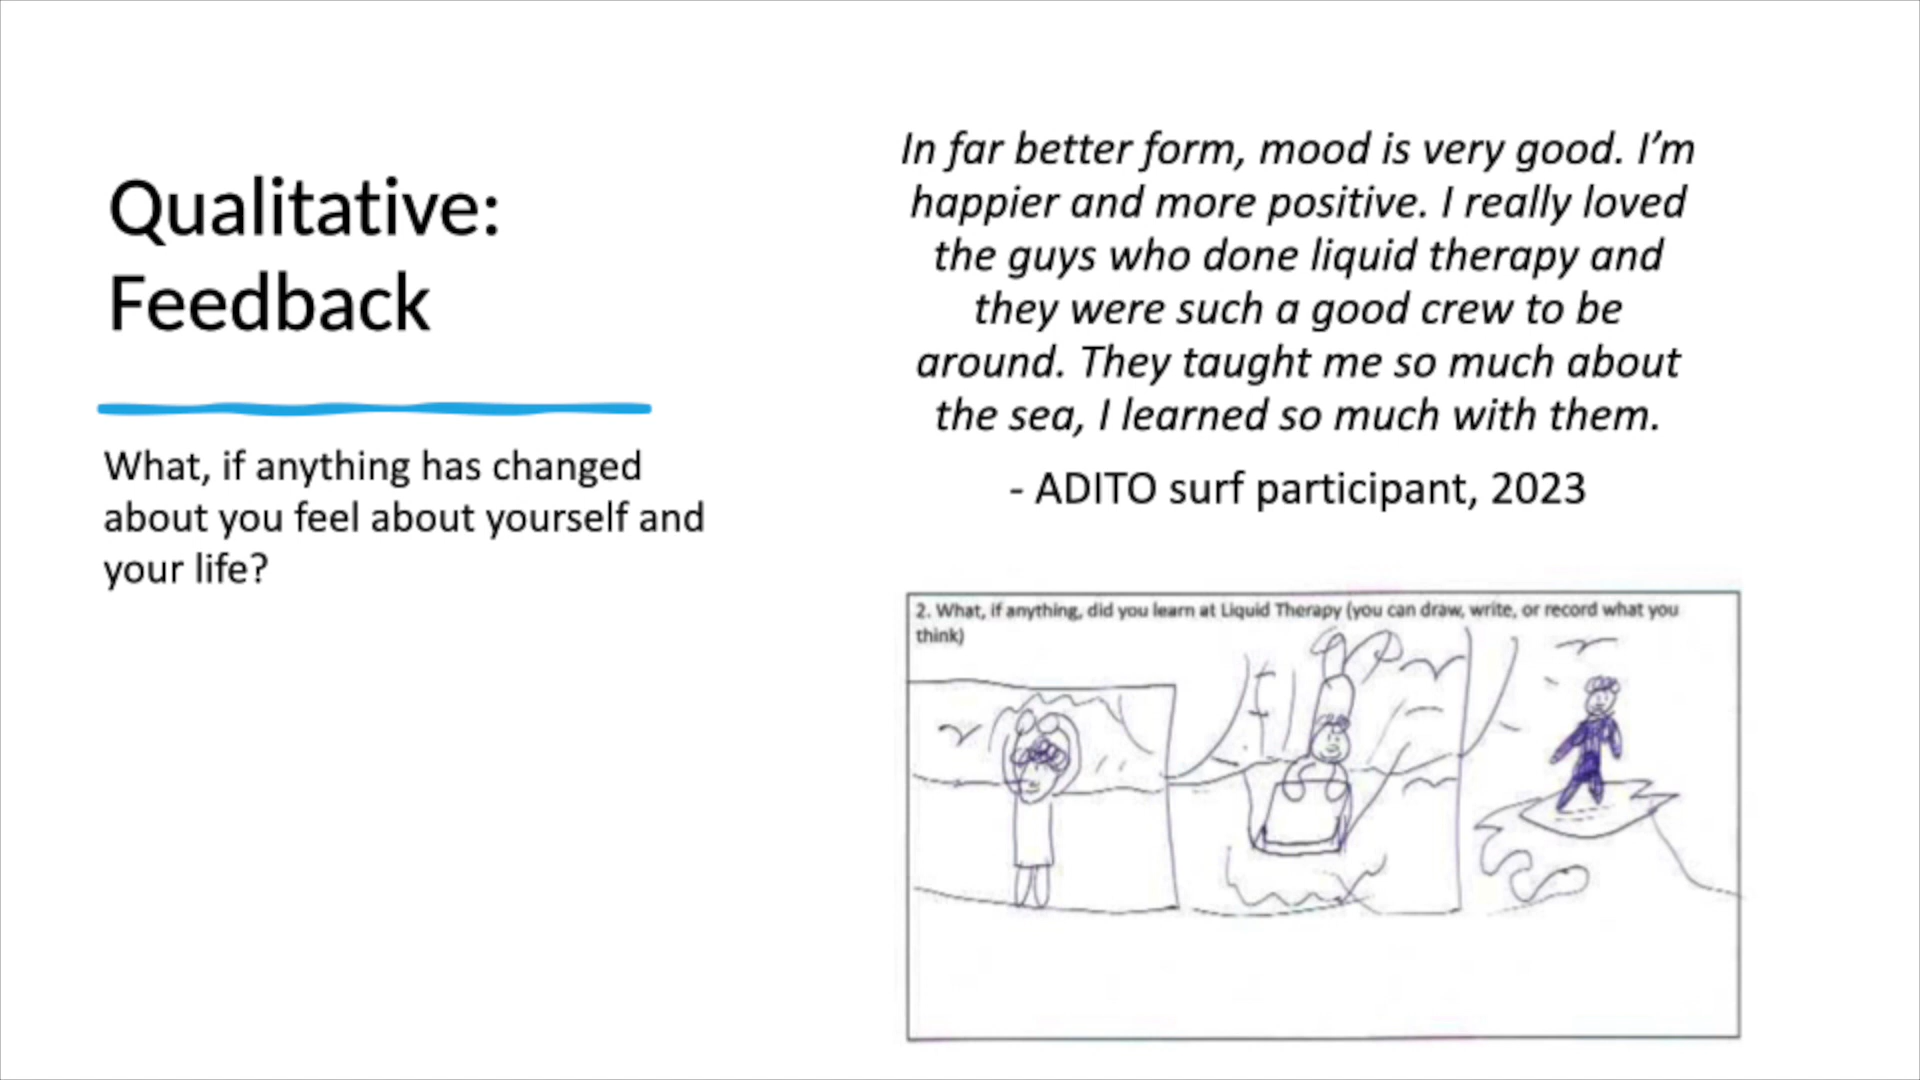 Qualitative:
Feedback
What, if anything has changed
about you feel about yourself and
your life?
In far better form, mood is very good. I’m
happier and more positive. I really loved
the guys who done liquid therapy and
they were such a good crew to be
around. They taught me so much about
the sea, I learned so much with them.
- ADITO surf participant, 2023
2. What, if anything, did you learn at Liquid Therapy (you can draw, write, or record what you
think)